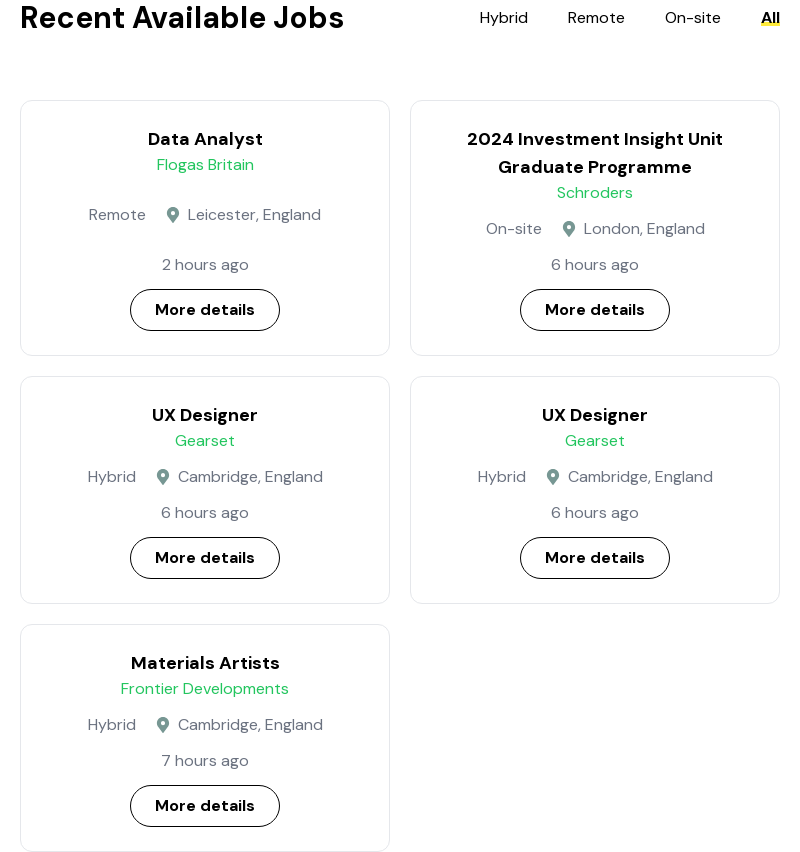 Recent Available Jobs
Hybrid Remote On-site All
Data Analyst
Flogas Britain
Remote Leicester, England
2 hours ago
More details
2024 Investment Insight Unit
Graduate Programme
Schroders
On-site London, England
6 hours ago
More details
UX Designer
Gearset
Hybrid Cambridge, England
6 hours ago
More details
UX Designer
Gearset
Hybrid Cambridge, England
6 hours ago
More details
Materials Artists
Frontier Developments
Hybrid Cambridge, England
7 hours ago
More details